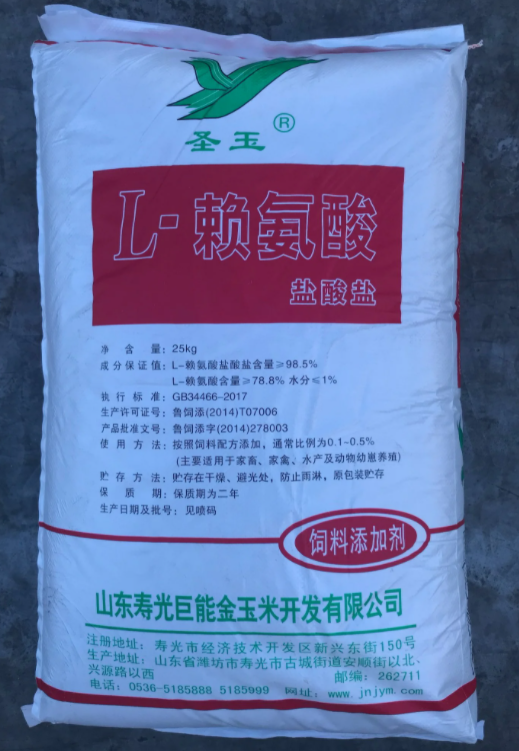 圣玉®
L-赖氨酸
盐酸盐
净含量：25kg
成分保证值：L-赖氨酸盐酸盐含量≥98.5%
L-赖氨酸含量≥78.8% 水分≤1%
执行标准：GB34466-2017
生产许可证号：鲁饲添(2014)T07006
产品批准文号：鲁饲添字(2014)278003
使用方法：按照饲料配方添加，通常比例为0.1~0.5%
(主要适用于家畜、家禽、水产及动物幼崽养殖)
贮存方法：贮存在干燥、避光处，防止雨淋，原包装贮存
保质期：保质期为二年
生产日期及批号：见喷码
饲料添加剂
山东寿光巨能金玉米开发有限公司
注册地址：寿光市经济技术开发区新兴东街150号
生产地址：山东省潍坊市寿光市古城街道安顺街以北、
兴源路以西 邮编：262711
电话：0536-5185888 5185999 网址：www.jnjym.com